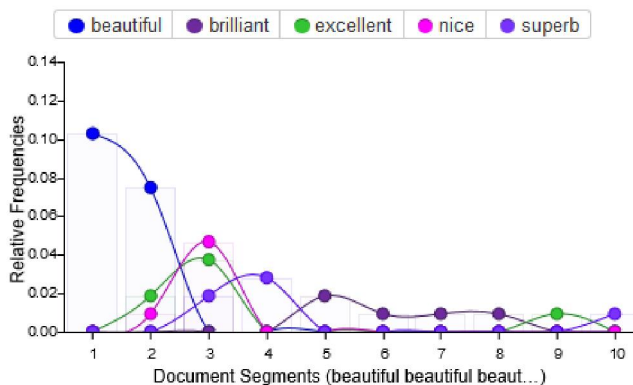 beautiful brilliant excellent nice superb
0.14
0.12
0.10
0.08
0.06
0.04
0.02
0.00
Relative Frequencies
1 2 3 4 5 6 7 8 9 10
Document Segments (beautiful beautiful beaut…)